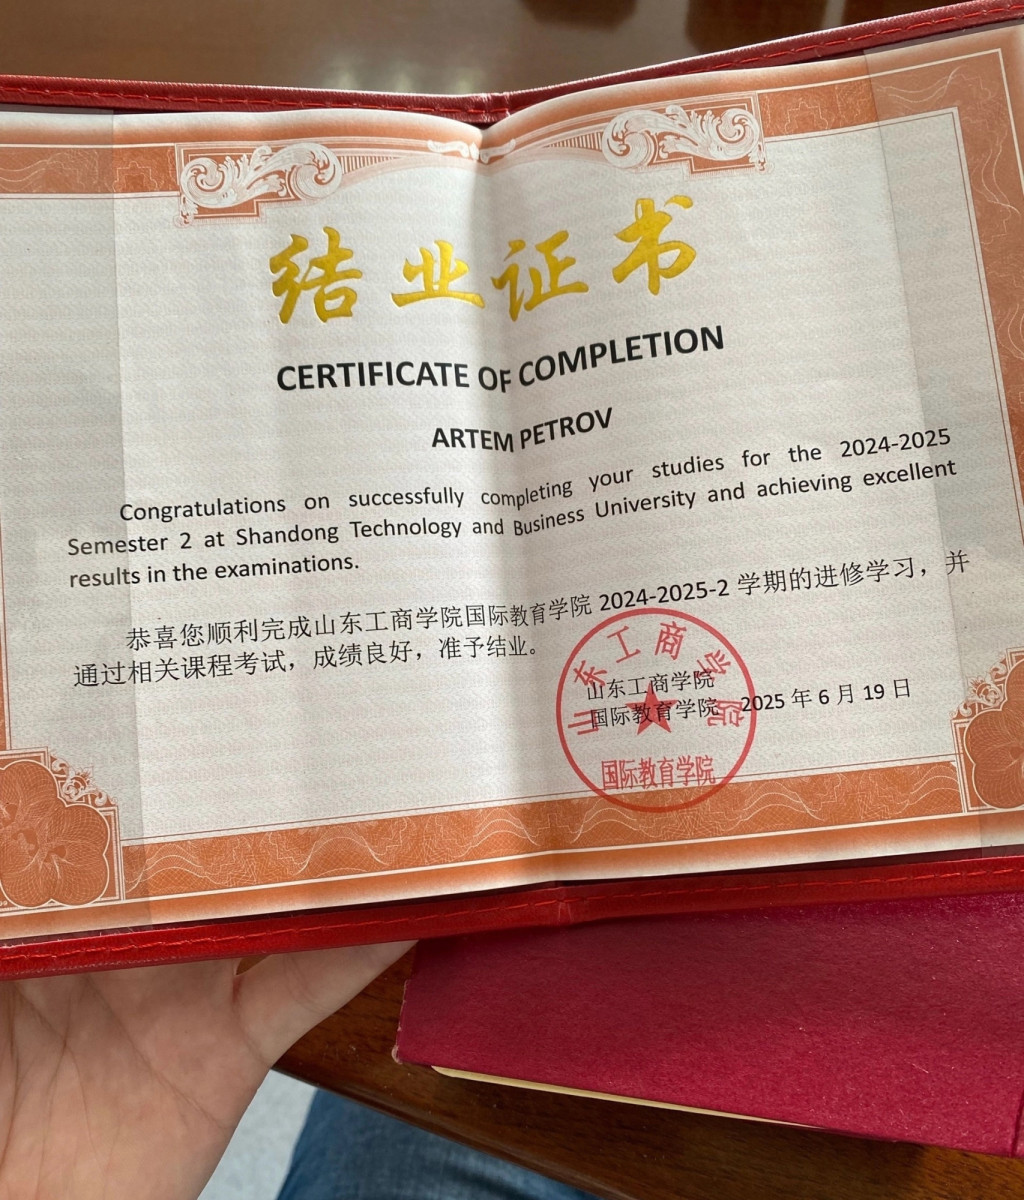 结业证书
CERTIFICATE OF COMPLETION
ARTEM PETROV
Congratulations on successfully completing your studies for the 2024-2025
Semester 2 at Shandong Technology and Business University and achieving excellent
results in the examinations.
恭喜您顺利完成山东工商学院国际教育学院 2024-2025-2 学期的进修学习，并
通过相关课程考试，成绩良好，准予结业。
山东工商学院
国际教育学院 2025 年 6 月 19 日
山东工商学院
国际教育学院